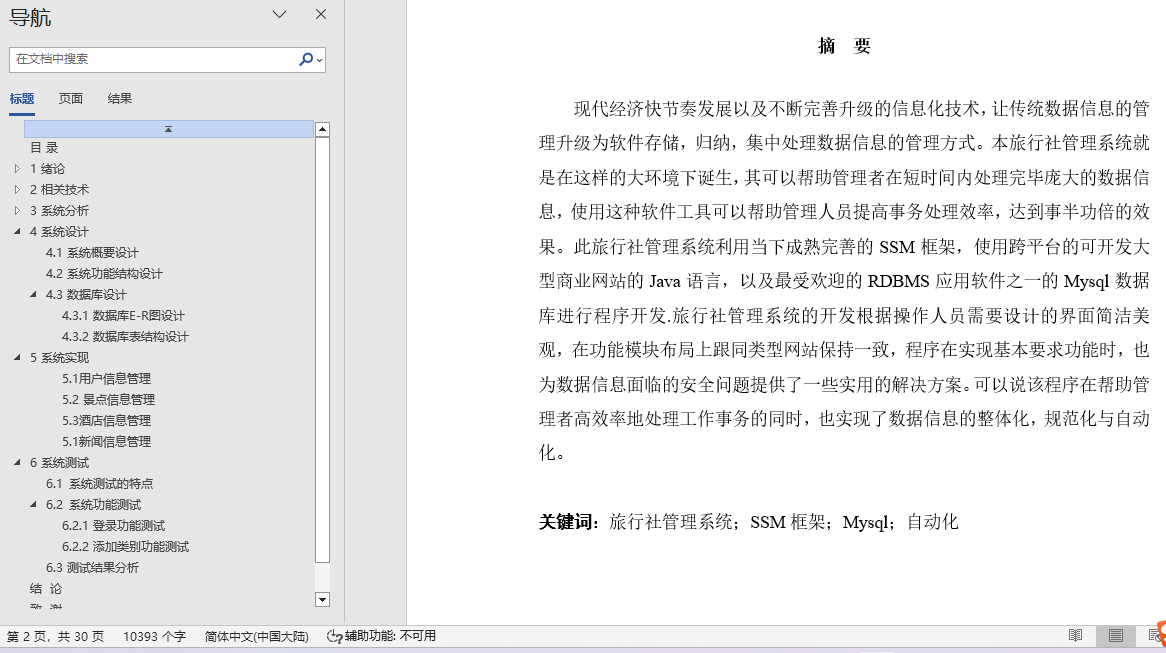 导航
在文档中搜索
标题 页面 结果
目 录
1 绪论
2 相关技术
3 系统分析
4 系统设计
4.1 系统概要设计
4.2 系统功能结构设计
4.3 数据库设计
4.3.1 数据库E-R图设计
4.3.2 数据库表结构设计
5 系统实现
5.1用户信息管理
5.2 景点信息管理
5.3酒店信息管理
5.1新闻信息管理
6 系统测试
6.1 系统测试的特点
6.2 系统功能测试
6.2.1 登录功能测试
6.2.2 添加类别功能测试
6.3 测试结果分析
结 论
致 谢
摘 要
现代经济快节奏发展以及不断完善升级的信息化技术，让传统数据信息的管
理升级为软件存储，归纳，集中处理数据信息的管理方式。本旅行社管理系统就
是在这样的大环境下诞生，其可以帮助管理者在短时间内处理完毕庞大的数据信
息，使用这种软件工具可以帮助管理人员提高事务处理效率，达到事半功倍的效
果。此旅行社管理系统利用当下成熟完善的 SSM 框架，使用跨平台的可开发大
型商业网站的 Java 语言，以及最受欢迎的 RDBMS 应用软件之一的 Mysql 数据
库进行程序开发.旅行社管理系统的开发根据操作人员需要设计的界面简洁美
观，在功能模块布局上跟同类型网站保持一致，程序在实现基本要求功能时，也
为数据信息面临的安全问题提供了一些实用的解决方案。可以说该程序在帮助管
理者高效率地处理工作事务的同时，也实现了数据信息的整体化，规范化与自动
化。
关键词：旅行社管理系统；SSM 框架；Mysql；自动化
第 2 页，共 30 页 10393 个字 简体中文(中国大陆) 辅助功能: 不可用